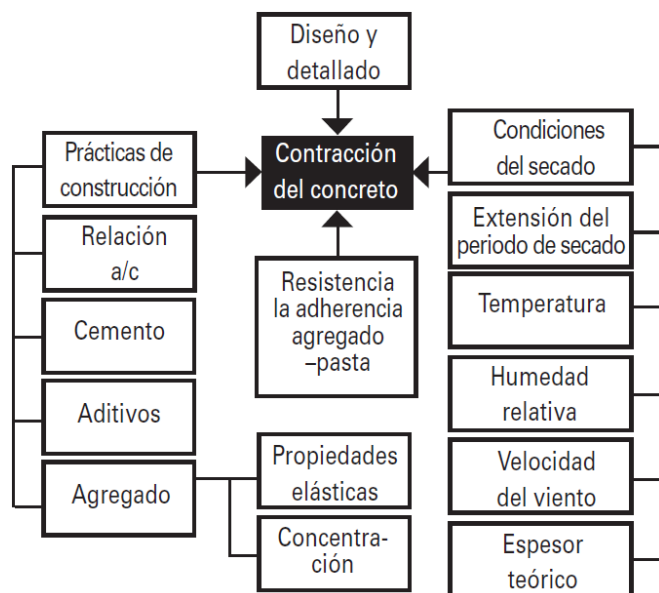 Diseño y
detallado
Prácticas de
construcción
Contracción
del concreto
Condiciones
del secado
Relación
a/c
Extensión del
periodo de secado
Resistencia
la adherencia
agregado
–pasta
Cemento
Temperatura
Aditivos
Humedad
relativa
Agregado
Propiedades
elásticas
Velocidad
del viento
Concentra-
ción
Espesor
teórico